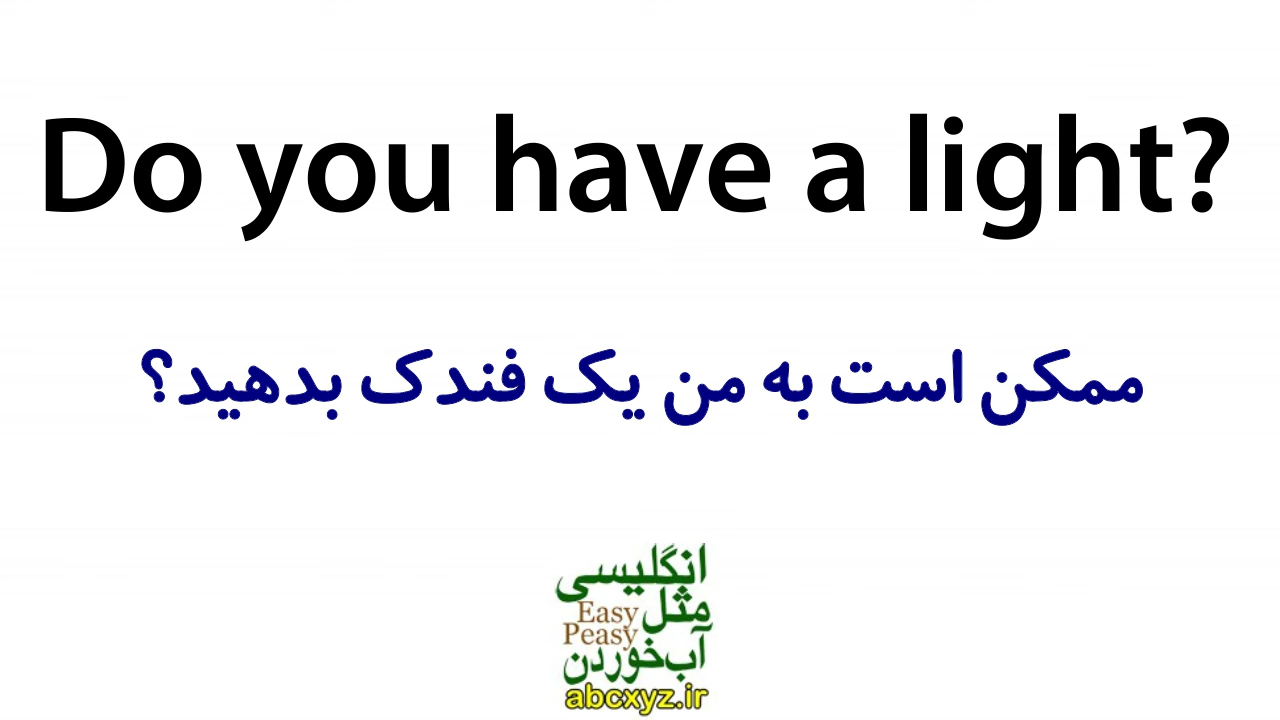 Do you have a light?
ممکن است به من یک فندک بدهید؟
انگلیسی
مثل
Easy
Peasy
آب خوردن
abcxyz.ir